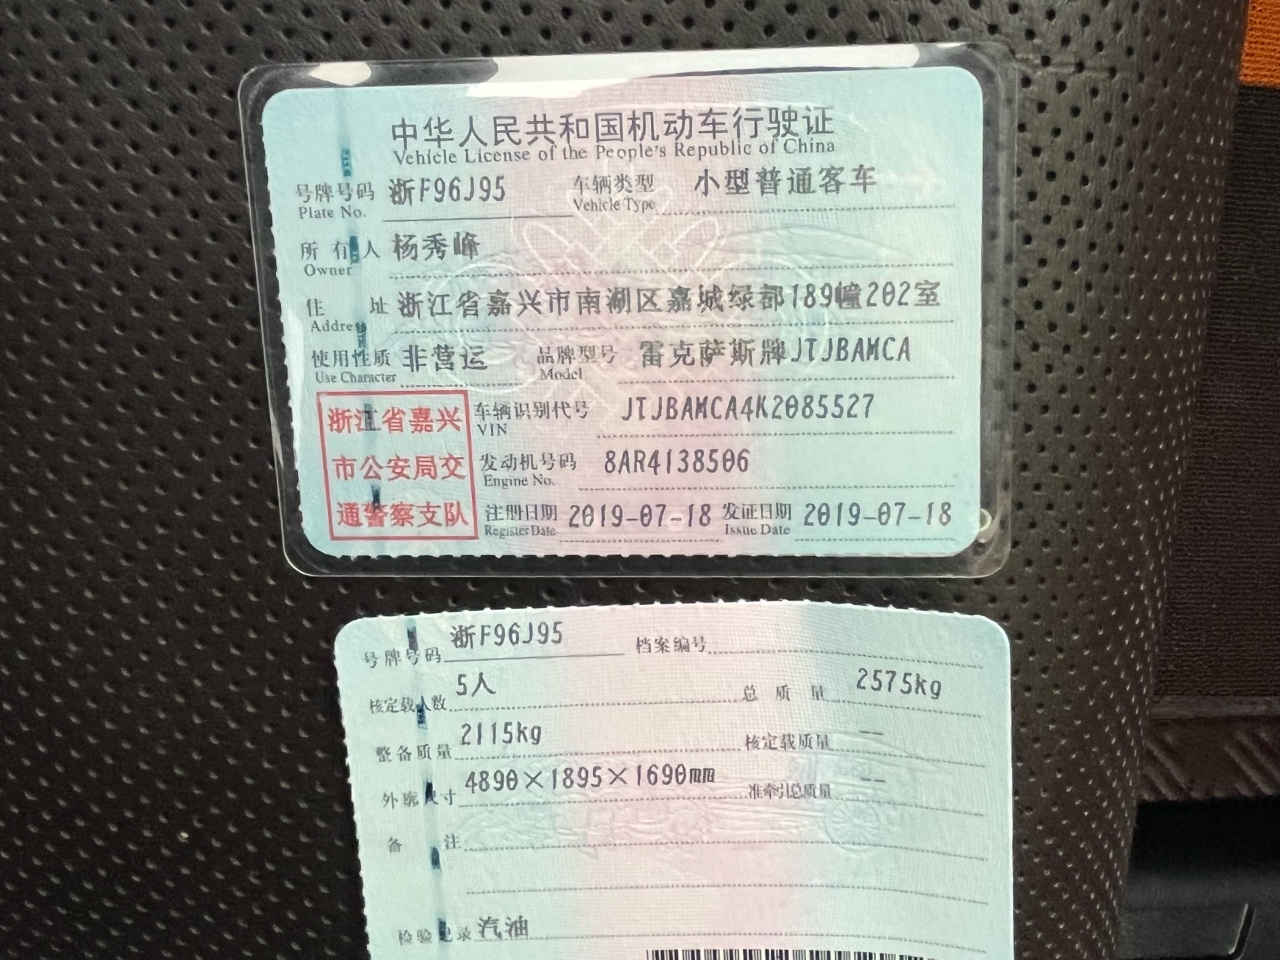 中华人民共和国机动车行驶证
Vehicle License of the People's Republic of China
号牌号码 浙F96J95 车辆类型 小型普通客车
Plate No. Vehicle Type
所有人 杨秀峰
Owner
住址 浙江省嘉兴市南湖区嘉城绿都189幢202室
Address
使用性质 非营运 品牌型号 雷克萨斯牌JTJBAMCA
Use Character Model
浙江省嘉兴
市公安局交
通警察支队
车辆识别代号 JTJBAMCA4K2085527
VIN
发动机号码 8AR4138506
Engine No.
注册日期 2019-07-18 发证日期 2019-07-18
Register Date Issue Date
号牌号码 浙F96J95 档案编号
核定载人数 5人 总质量 2575kg
整备质量 2115kg 核定载质量 --
外廓尺寸 4890×1895×1690mm 准牵引总质量 --
备注
检验记录 汽油